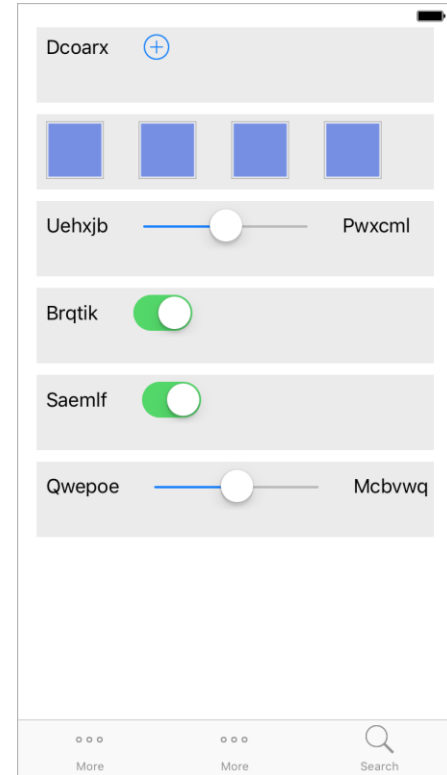 Dcoarx
Uehxjb Pwxcml
Brqtik
Saemlf
Qwepoe Mcbvwq
More More Search